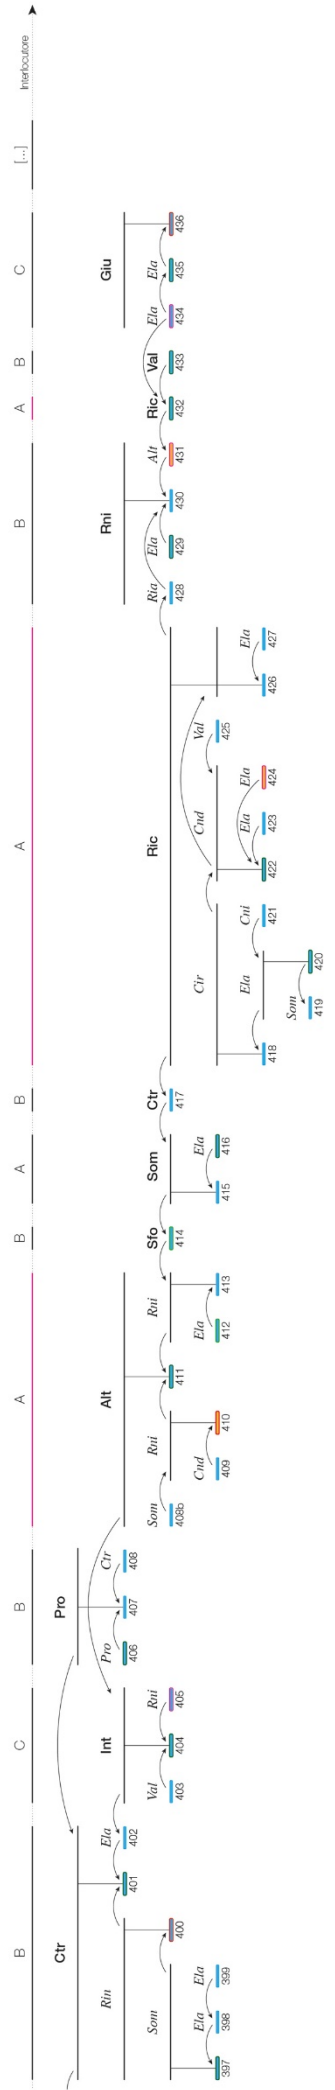 B C B A B A B A B A B C [...] Interlocutore
Ctr Pro
Rin Ela Int Pro Ctr Alt Rni Giu
401 402 406 407 408
Som Val Rni Som Rni Rni Sfo Som Ctr Ric Ria Ela Alt Ric Val Ela Ela
400 403 404 405 408b 411 414 417 428 429 430 431 432 433 434 435 436
Ela Ela Cnd Ela Ela Cir Cnd Val
397 398 399 409 410 412 413 415 416 425
Ela Cni Ela Ela Ela
418 421 422 423 424 426 427
Som
419 420